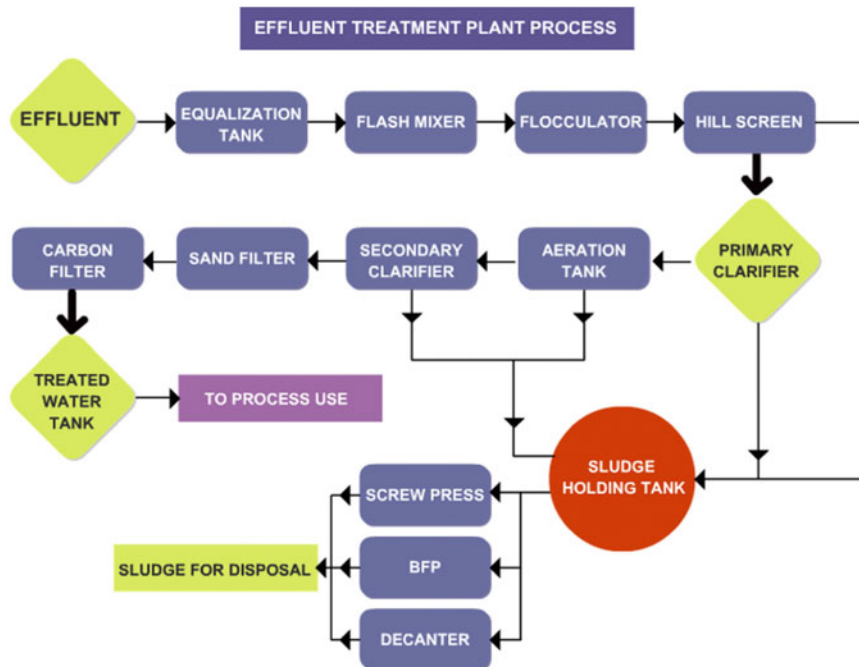 EFFLUENT TREATMENT PLANT PROCESS
EFFLUENT
EQUALIZATION
TANK
FLASH MIXER
FLOCCULATOR
HILL SCREEN
CARBON
FILTER
SAND FILTER
SECONDARY
CLARIFIER
AERATION
TANK
PRIMARY
CLARIFIER
TREATED
WATER
TANK
TO PROCESS USE
SLUDGE
HOLDING TANK
SCREW PRESS
SLUDGE FOR DISPOSAL
BFP
DECANTER